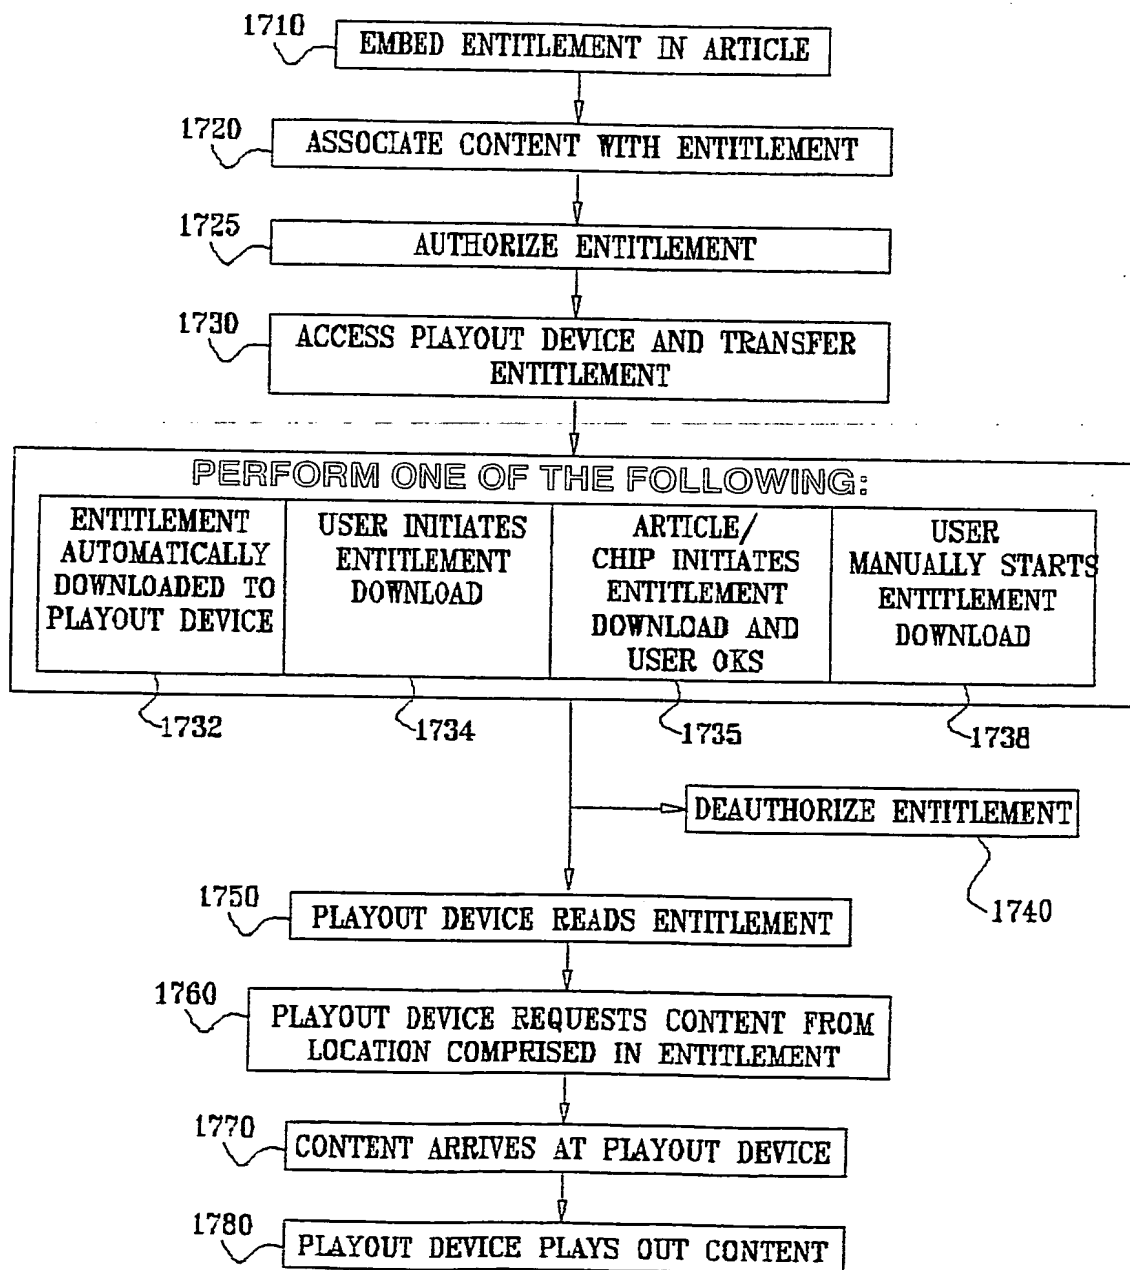 1710
EMBED ENTITLEMENT IN ARTICLE
1720
ASSOCIATE CONTENT WITH ENTITLEMENT
1725
AUTHORIZE ENTITLEMENT
1730
ACCESS PLAYOUT DEVICE AND TRANSFER
ENTITLEMENT
PERFORM ONE OF THE FOLLOWING:
ENTITLEMENT
AUTOMATICALLY
DOWNLOADED TO
PLAYOUT DEVICE
USER INITIATES
ENTITLEMENT
DOWNLOAD
ARTICLE/
CHIP INITIATES
ENTITLEMENT
DOWNLOAD AND
USER OKS
USER
MANUALLY STARTS
ENTITLEMENT
DOWNLOAD
1732
1734
1735
1738
DEAUTHORIZE ENTITLEMENT
1740
1750
PLAYOUT DEVICE READS ENTITLEMENT
1760
PLAYOUT DEVICE REQUESTS CONTENT FROM
LOCATION COMPRISED IN ENTITLEMENT
1770
CONTENT ARRIVES AT PLAYOUT DEVICE
1780
PLAYOUT DEVICE PLAYS OUT CONTENT